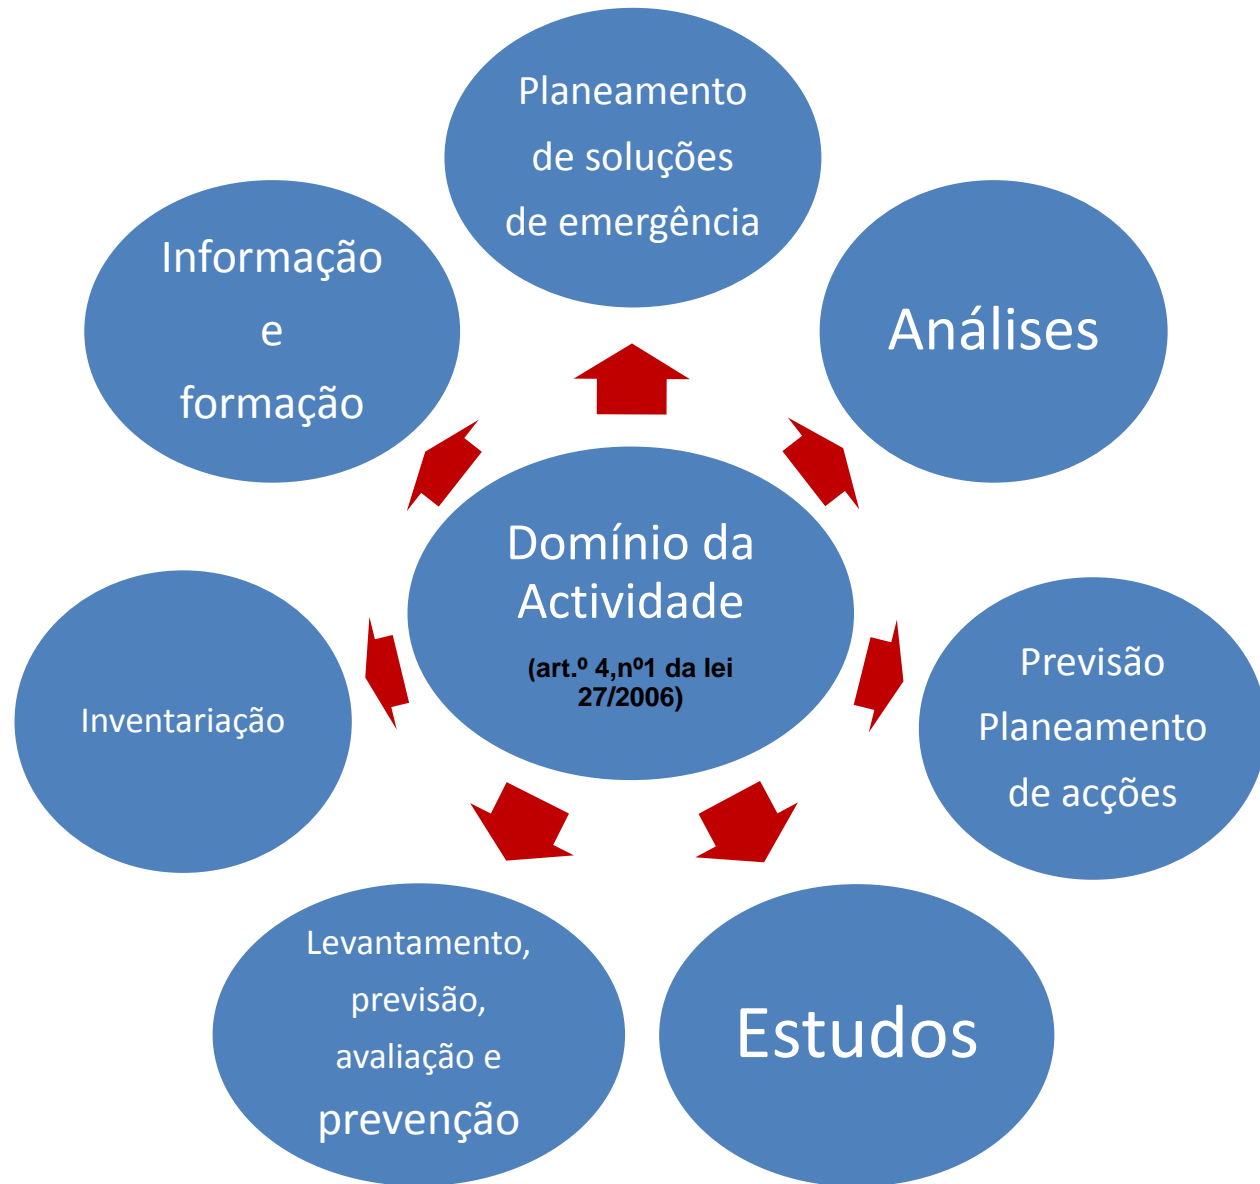 Planeamento
de soluções
de emergência
Informação
e
formação
Análises
Domínio da
Actividade
(art.º 4,nº1 da lei
27/2006)
Previsão
Planeamento
de acções
Inventariação
Levantamento,
previsão,
avaliação e
prevenção
Estudos